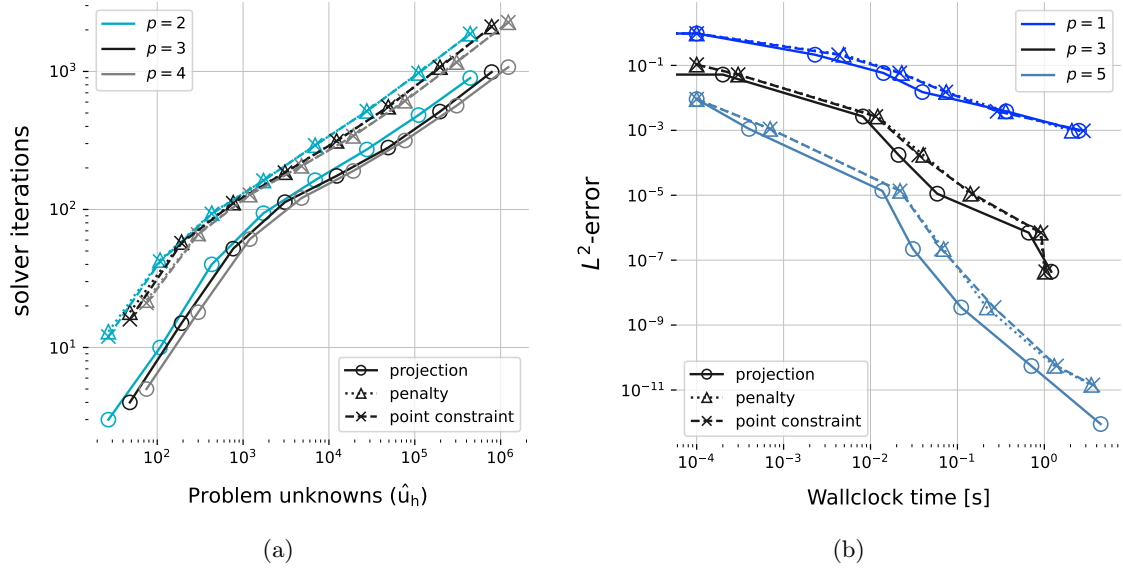 p = 2
p = 3
p = 4
10³
10²
10¹
solver iterations
projection
penalty
point constraint
10² 10³ 10⁴ 10⁵ 10⁶
Problem unknowns (ûₕ)
(a)
p = 1
p = 3
p = 5
10⁻¹
10⁻³
10⁻⁵
10⁻⁷
10⁻⁹
10⁻¹¹
L²-error
projection
penalty
point constraint
10⁻⁴ 10⁻³ 10⁻² 10⁻¹ 10⁰
Wallclock time [s]
(b)